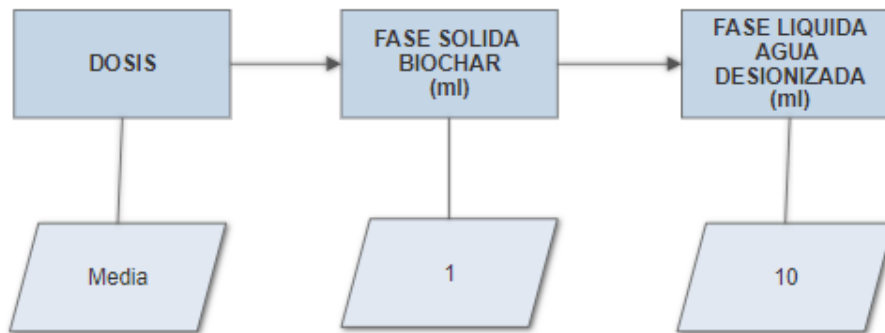 DOSIS
FASE SOLIDA
BIOCHAR
(ml)
FASE LIQUIDA
AGUA
DESIONIZADA
(ml)
Media
1
10